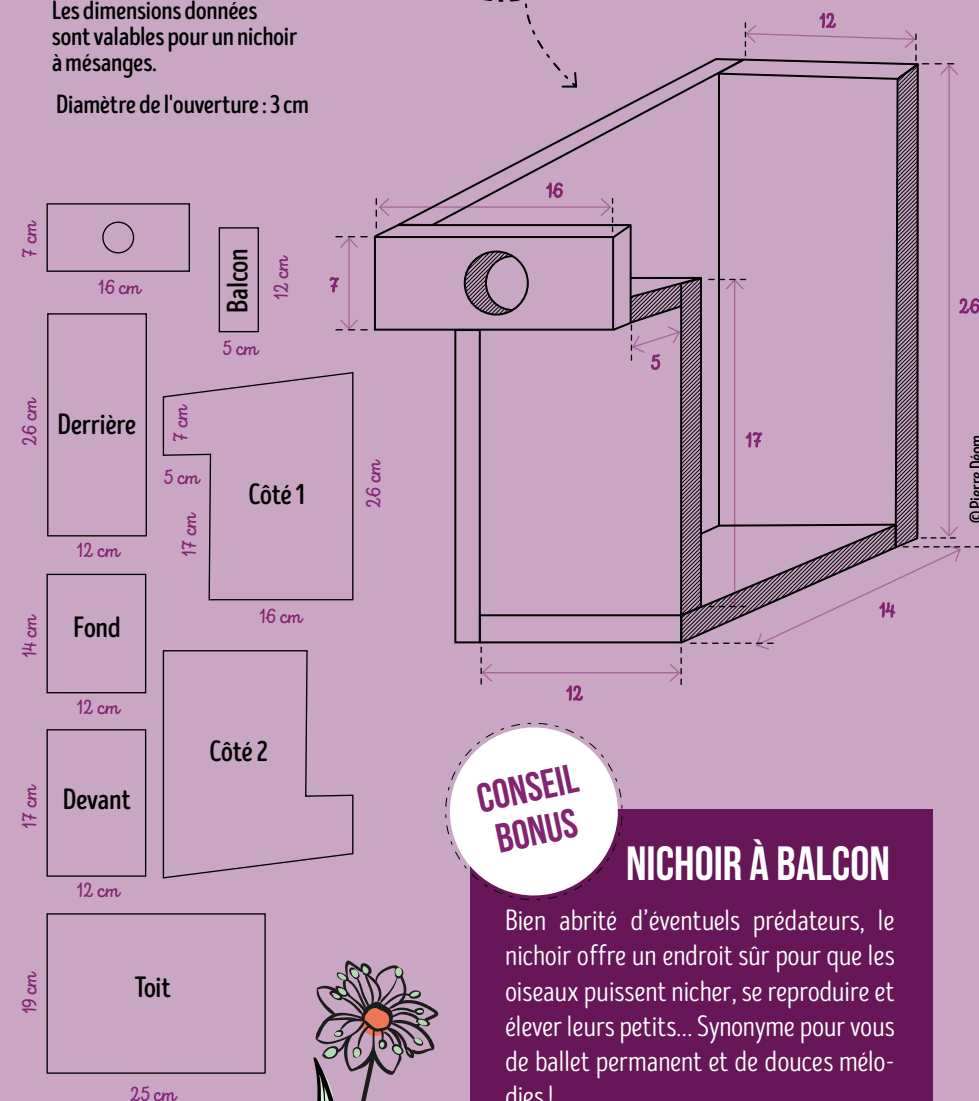 Les dimensions données
sont valables pour un nichoir
à mésanges.
Diamètre de l'ouverture : 3 cm
7 cm
16 cm
Balcon
12 cm
5 cm
26 cm
Derrière
12 cm
7 cm
5 cm
17 cm
Côté 1
26 cm
16 cm
14 cm
Fond
12 cm
Côté 2
17 cm
Devant
12 cm
19 cm
Toit
25 cm
12
16
7
5
17
26
14
12
©Pierre Déom
CONSEIL
BONUS
NICHOIR À BALCON
Bien abrité d'éventuels prédateurs, le
nichoir offre un endroit sûr pour que les
oiseaux puissent nicher, se reproduire et
élever leurs petits... Synonyme pour vous
de ballet permanent et de douces mélo-
dies !